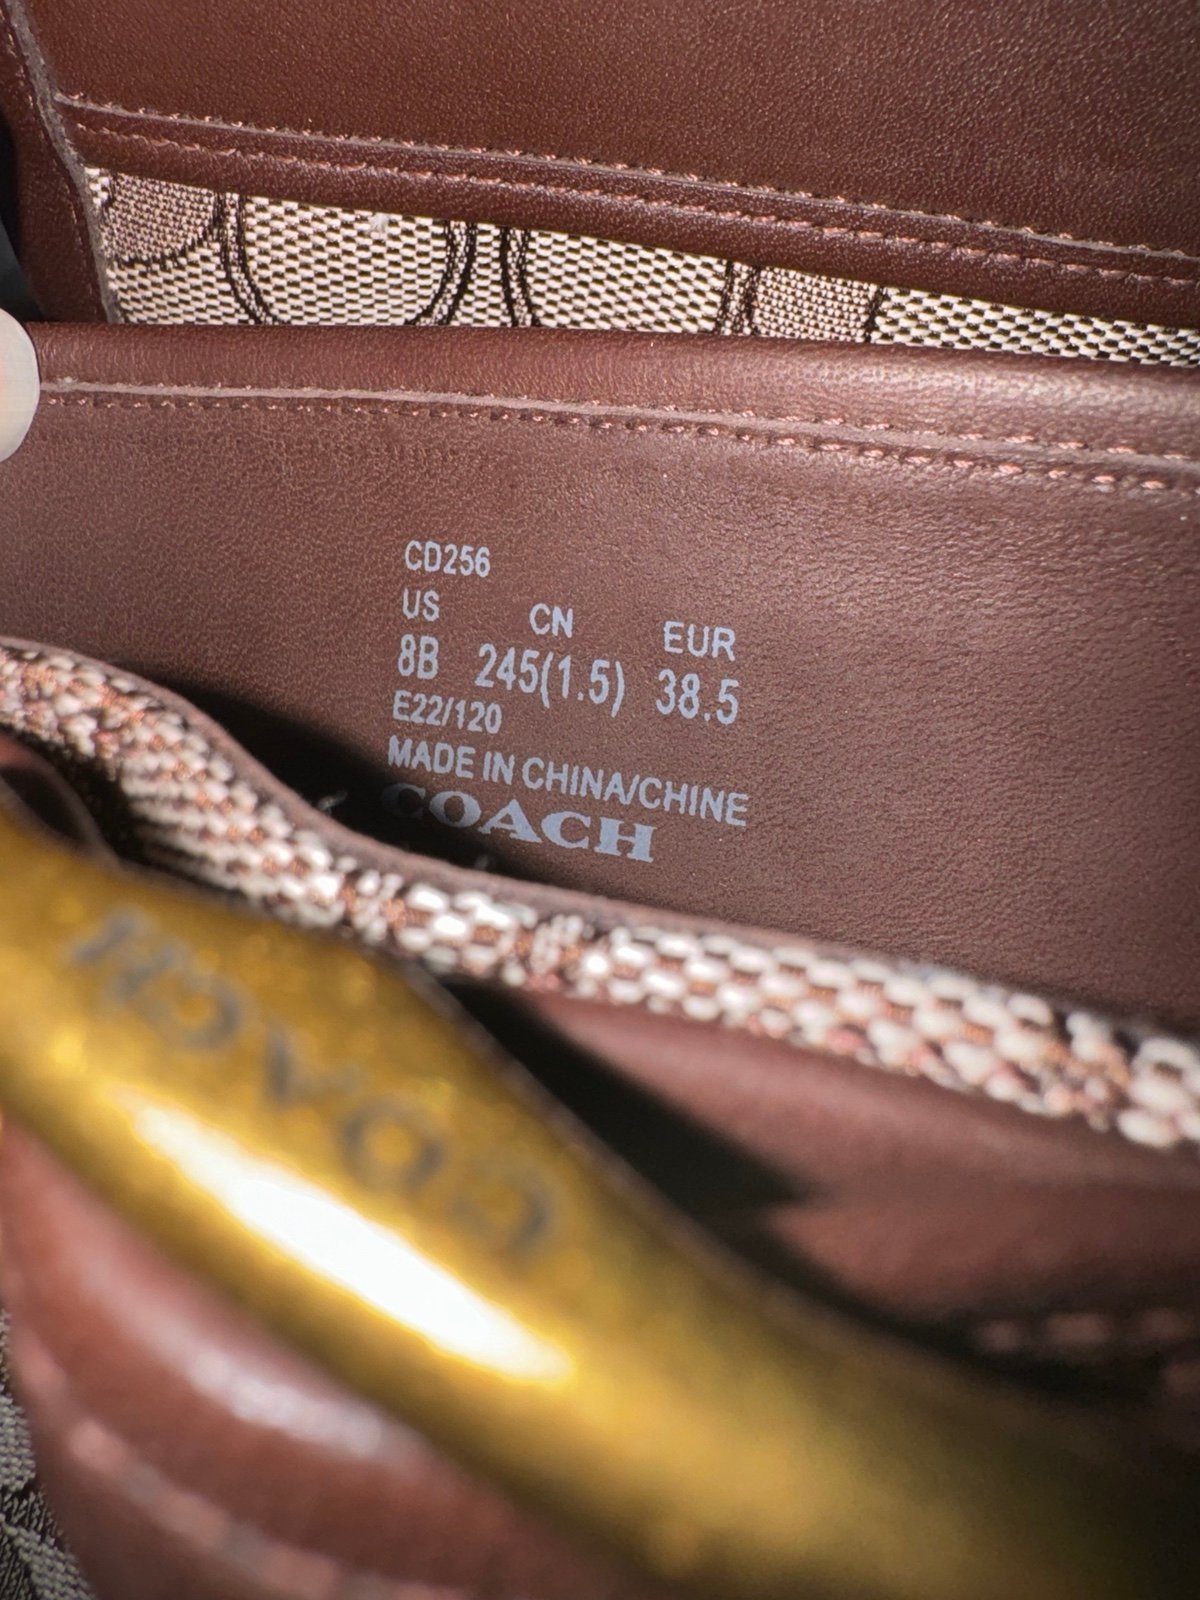 CD256
US CN EUR
8B 245(1.5) 38.5
E22/120
MADE IN CHINA/CHINE
COACH
COACH